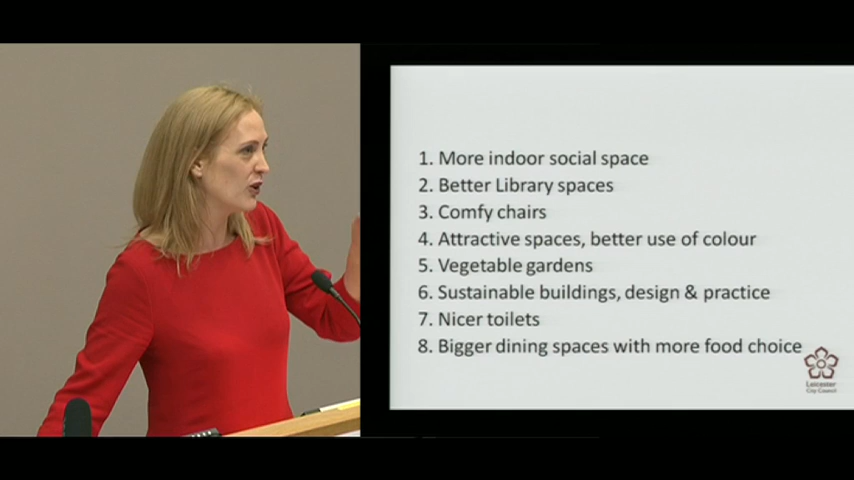 1. More indoor social space
2. Better Library spaces
3. Comfy chairs
4. Attractive spaces, better use of colour
5. Vegetable gardens
6. Sustainable buildings, design & practice
7. Nicer toilets
8. Bigger dining spaces with more food choice
Leicester
City Council